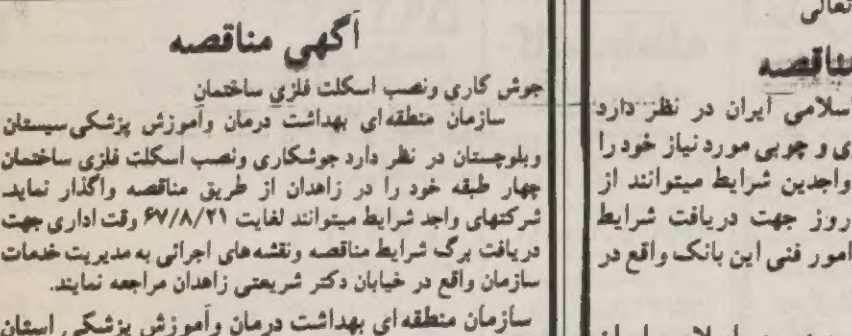 تعالی
مناقصه
اسلامی ایران در نظر دارد
ی و چوبی مورد نیاز خود را
واجدین شرایط میتوانند از
روز جهت دریافت شرایط
امور فنی این بانک واقع در
آگهی مناقصه
جوش کاری ونصب اسکلت فلزی ساختمان
سازمان منطقه‌ای بهداشت درمان وآموزش پزشکی سیستان
وبلوچستان در نظر دارد جوشکاری ونصب اسکلت فلزی ساختمان
چهار طبقه خود را در زاهدان از طریق مناقصه واگذار نماید.
شرکتهای واجد شرایط میتوانند لغایت ۶۷/۸/۲۱ وقت اداری جهت
دریافت برگ شرایط مناقصه ونقشه‌های اجرائی به مدیریت خدمات
سازمان واقع در خیابان دکتر شریعتی زاهدان مراجعه نمایند.
سازمان منطقه‌ای بهداشت درمان وآموزش پزشکی استان